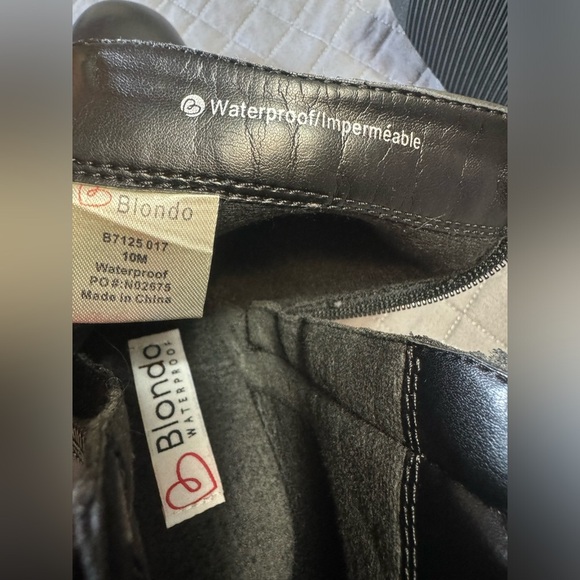 Waterproof/Imperméable
Blondo
B7125 017
10M
Waterproof
PO#:N02675
Made in China
Blondo
WATERPROOF